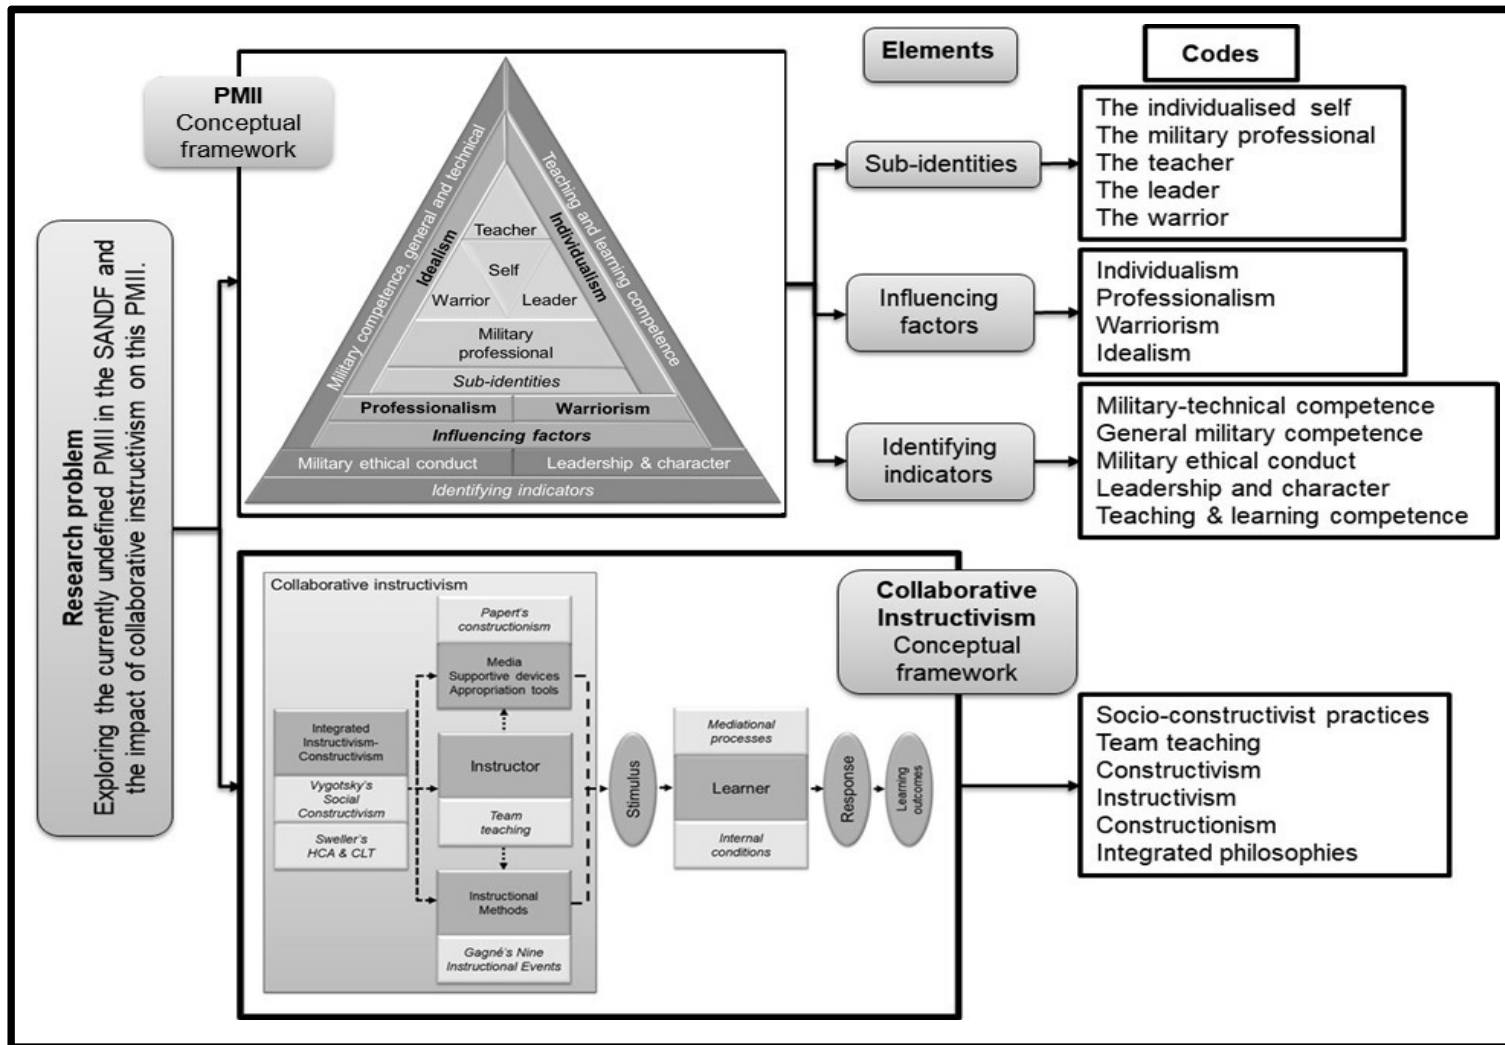 Research problem
Exploring the currently undefined PMII in the SANDF and
the impact of collaborative instructivism on this PMII.
PMII
Conceptual
framework
Military competence, general and technical
Teaching and learning competence
Idealism
Individualism
Teacher
Self
Warrior
Leader
Military
professional
Sub-identities
Professionalism
Warriorism
Influencing factors
Military ethical conduct
Leadership & character
Identifying indicators
Elements
Codes
Sub-identities
The individualised self
The military professional
The teacher
The leader
The warrior
Influencing
factors
Individualism
Professionalism
Warriorism
Idealism
Identifying
indicators
Military-technical competence
General military competence
Military ethical conduct
Leadership and character
Teaching & learning competence
Collaborative
Instructivism
Conceptual
framework
Collaborative instructivism
Papert's
constructionism
Media
Supportive devices
Appropriation tools
Integrated
Instructivism-
Constructivism
Vygotsky's
Social
Constructivism
Sweller's
HCA & CLT
Instructor
Team
teaching
Instructional
Methods
Gagné's Nine
Instructional Events
Stimulus
Mediational
processes
Learner
Internal
conditions
Response
Learning
outcomes
Socio-constructivist practices
Team teaching
Constructivism
Instructivism
Constructionism
Integrated philosophies